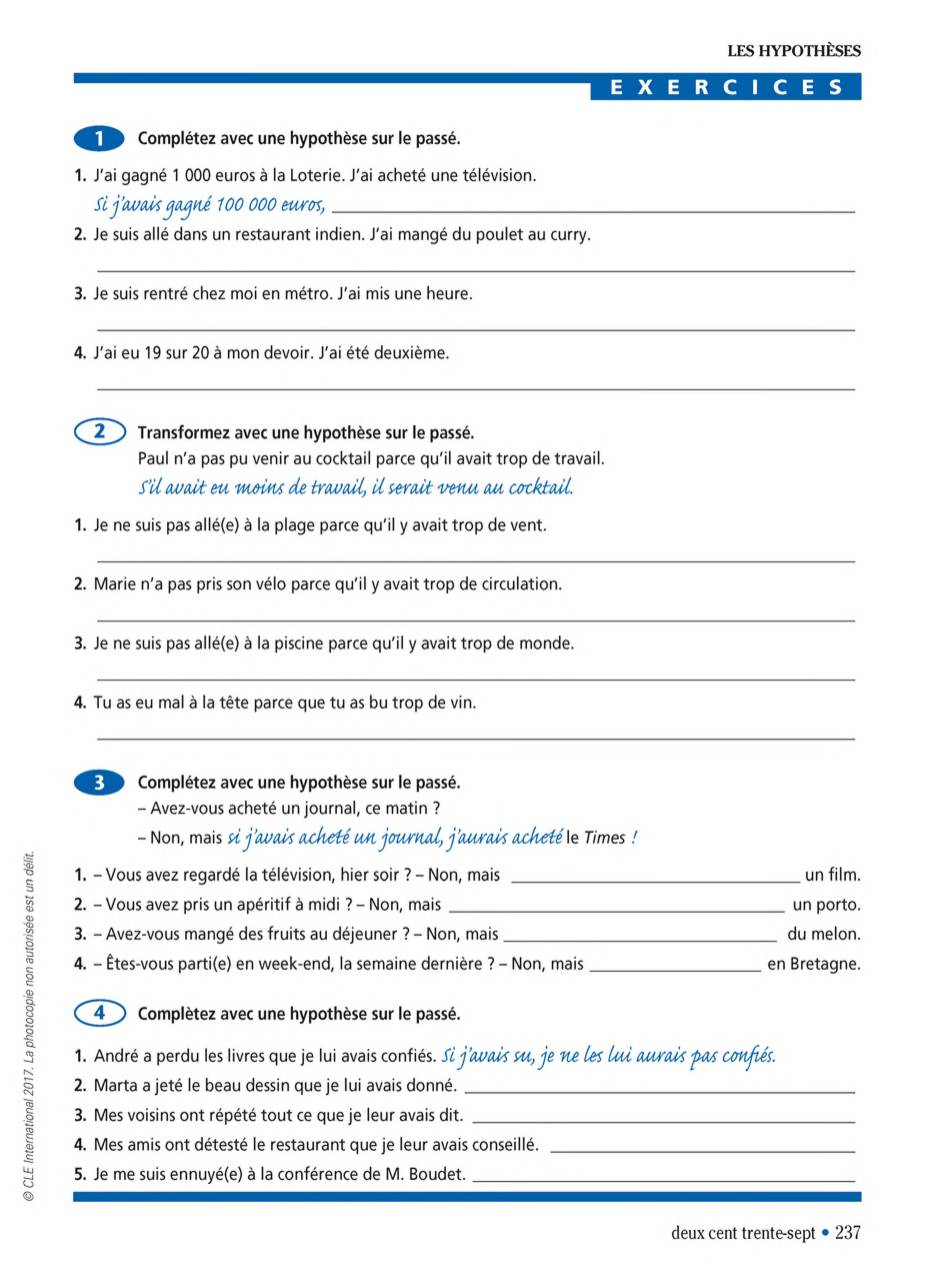 LES HYPOTHÈSES
EXERCICES
1 Complétez avec une hypothèse sur le passé.
1. J’ai gagné 1 000 euros à la Loterie. J’ai acheté une télévision.
Si j’avais gagné 100 000 euros,
2. Je suis allé dans un restaurant indien. J’ai mangé du poulet au curry.
3. Je suis rentré chez moi en métro. J’ai mis une heure.
4. J’ai eu 19 sur 20 à mon devoir. J’ai été deuxième.
2 Transformez avec une hypothèse sur le passé.
Paul n’a pas pu venir au cocktail parce qu’il avait trop de travail.
S’il avait eu moins de travail, il serait venu au cocktail.
1. Je ne suis pas allé(e) à la plage parce qu’il y avait trop de vent.
2. Marie n’a pas pris son vélo parce qu’il y avait trop de circulation.
3. Je ne suis pas allé(e) à la piscine parce qu’il y avait trop de monde.
4. Tu as eu mal à la tête parce que tu as bu trop de vin.
3 Complétez avec une hypothèse sur le passé.
– Avez-vous acheté un journal, ce matin ?
– Non, mais si j’avais acheté un journal, j’aurais acheté le Times !
1. – Vous avez regardé la télévision, hier soir ? – Non, mais un film.
2. – Vous avez pris un apéritif à midi ? – Non, mais un porto.
3. – Avez-vous mangé des fruits au déjeuner ? – Non, mais du melon.
4. – Êtes-vous parti(e) en week-end, la semaine dernière ? – Non, mais en Bretagne.
4 Complètez avec une hypothèse sur le passé.
1. André a perdu les livres que je lui avais confiés. Si j’avais su, je ne les lui aurais pas confiés.
2. Marta a jeté le beau dessin que je lui avais donné.
3. Mes voisins ont répété tout ce que je leur avais dit.
4. Mes amis ont détesté le restaurant que je leur avais conseillé.
5. Je me suis ennuyé(e) à la conférence de M. Boudet.
© CLE International 2017. La photocopie non autorisée est un délit.
deux cent trente-sept • 237